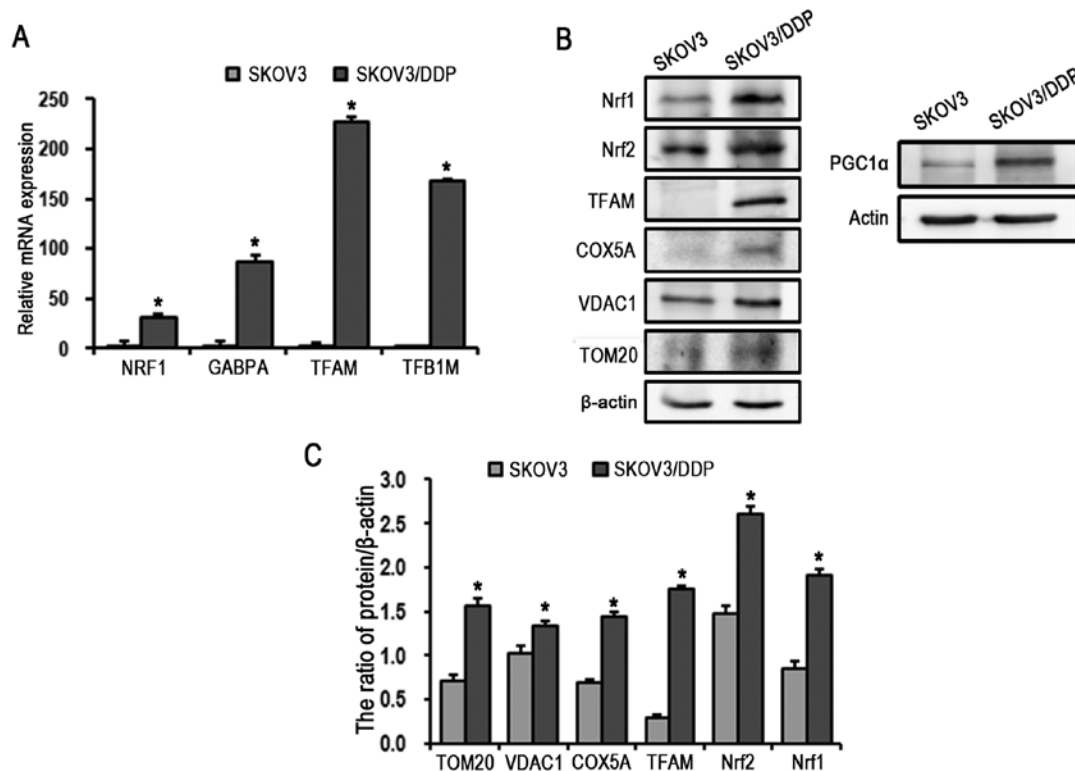 A
SKOV3 SKOV3/DDP
Relative mRNA expression
250
200
150
100
50
0
* * * *
NRF1 GABPA TFAM TFB1M
B
SKOV3 SKOV3/DDP
Nrf1
Nrf2
TFAM
COX5A
VDAC1
TOM20
β-actin
SKOV3 SKOV3/DDP
PGC1α
Actin
C
SKOV3 SKOV3/DDP
The ratio of protein/β-actin
3.0
2.5
2.0
1.5
1.0
0.5
0.0
* * * * * *
TOM20 VDAC1 COX5A TFAM Nrf2 Nrf1